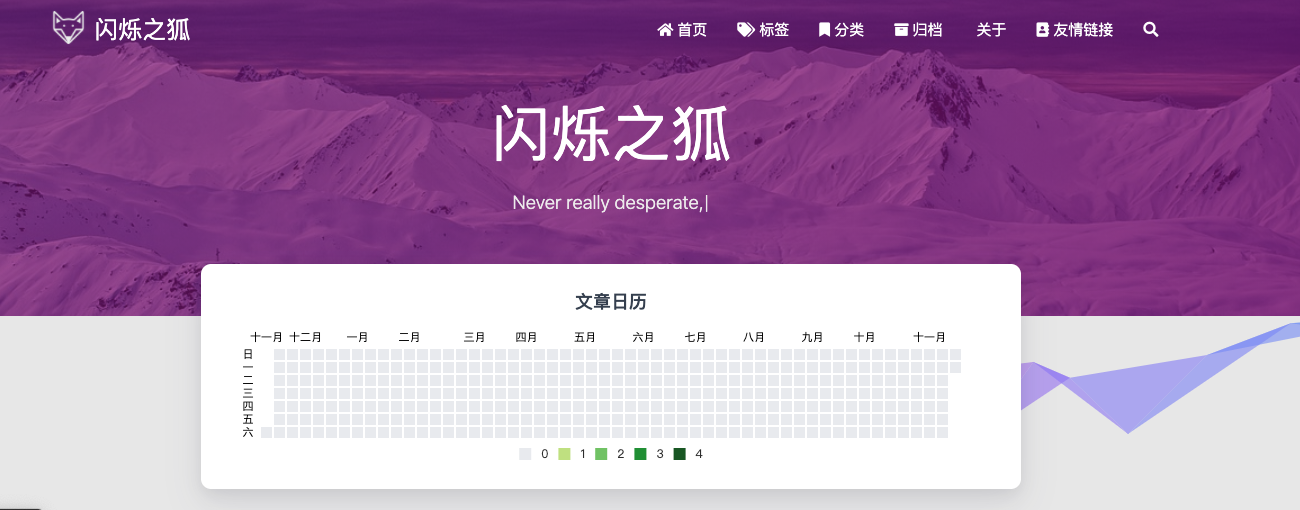 闪烁之狐 首页 标签 分类 归档 关于 友情链接
闪烁之狐
Never really desperate,|
文章日历
十一月 十二月 一月 二月 三月 四月 五月 六月 七月 八月 九月 十月 十一月
日
一
二
三
四
五
六
0 1 2 3 4